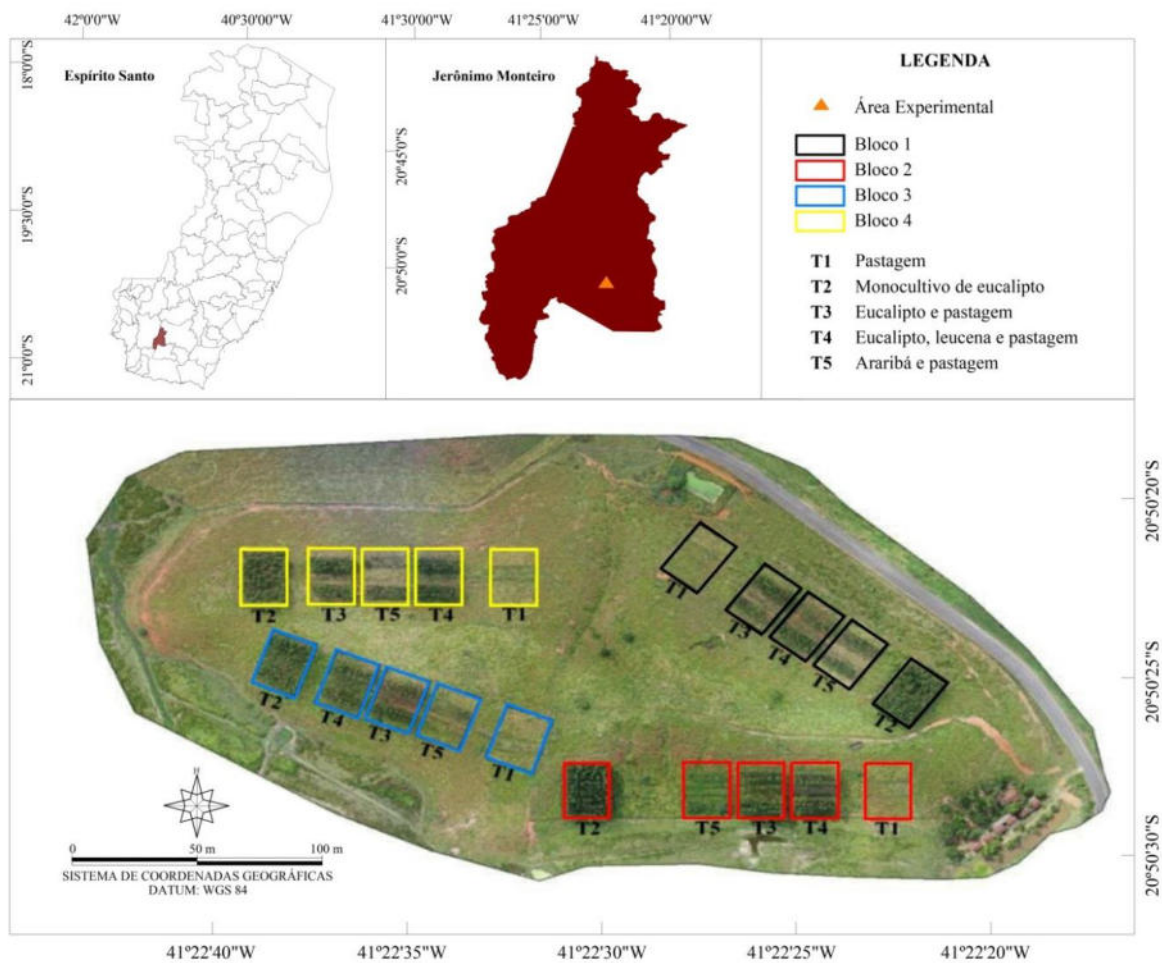 42°0'0"W
40°30'0"W
41°30'0"W
41°25'0"W
41°20'0"W
18°0'0"S
19°30'0"S
21°0'0"S
Espírito Santo
20°45'0"S
20°50'0"S
Jerônimo Monteiro
LEGENDA
Área Experimental
Bloco 1
Bloco 2
Bloco 3
Bloco 4
T1 Pastagem
T2 Monocultivo de eucalipto
T3 Eucalipto e pastagem
T4 Eucalipto, leucena e pastagem
T5 Araribá e pastagem
T2 T3 T5 T4 T1
T1 T3 T4 T5 T2
T2 T4 T3 T5 T1
T2 T5 T3 T4 T1
20°50'20"S
20°50'25"S
20°50'30"S
N
0 50 m 100 m
SISTEMA DE COORDENADAS GEOGRÁFICAS
DATUM: WGS 84
41°22'40"W
41°22'35"W
41°22'30"W
41°22'25"W
41°22'20"W